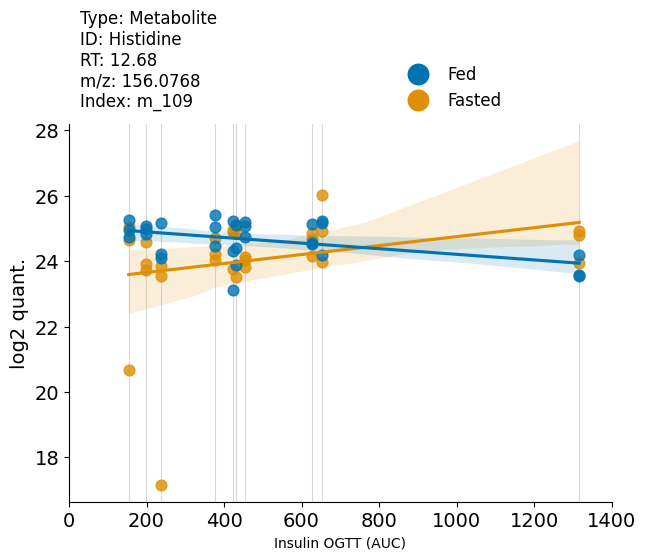 Type: Metabolite
ID: Histidine
RT: 12.68
m/z: 156.0768
Index: m_109
Fed
Fasted
28
26
24
22
20
18
log2 quant.
0 200 400 600 800 1000 1200 1400
Insulin OGTT (AUC)